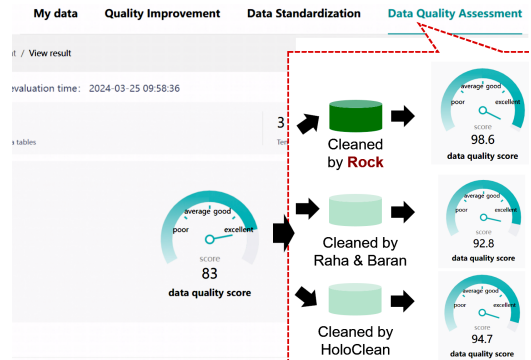 My data Quality Improvement Data Standardization Data Quality Assessment
/ View result
evaluation time: 2024-03-25 09:58:36
tables
3
average good
poor excellent
score
83
data quality score
Cleaned
by Rock
average good
poor excellent
score
98.6
data quality score
Cleaned by
Raha & Baran
average good
poor excellent
score
92.8
data quality score
Cleaned by
HoloClean
average good
poor excellent
score
94.7
data quality score